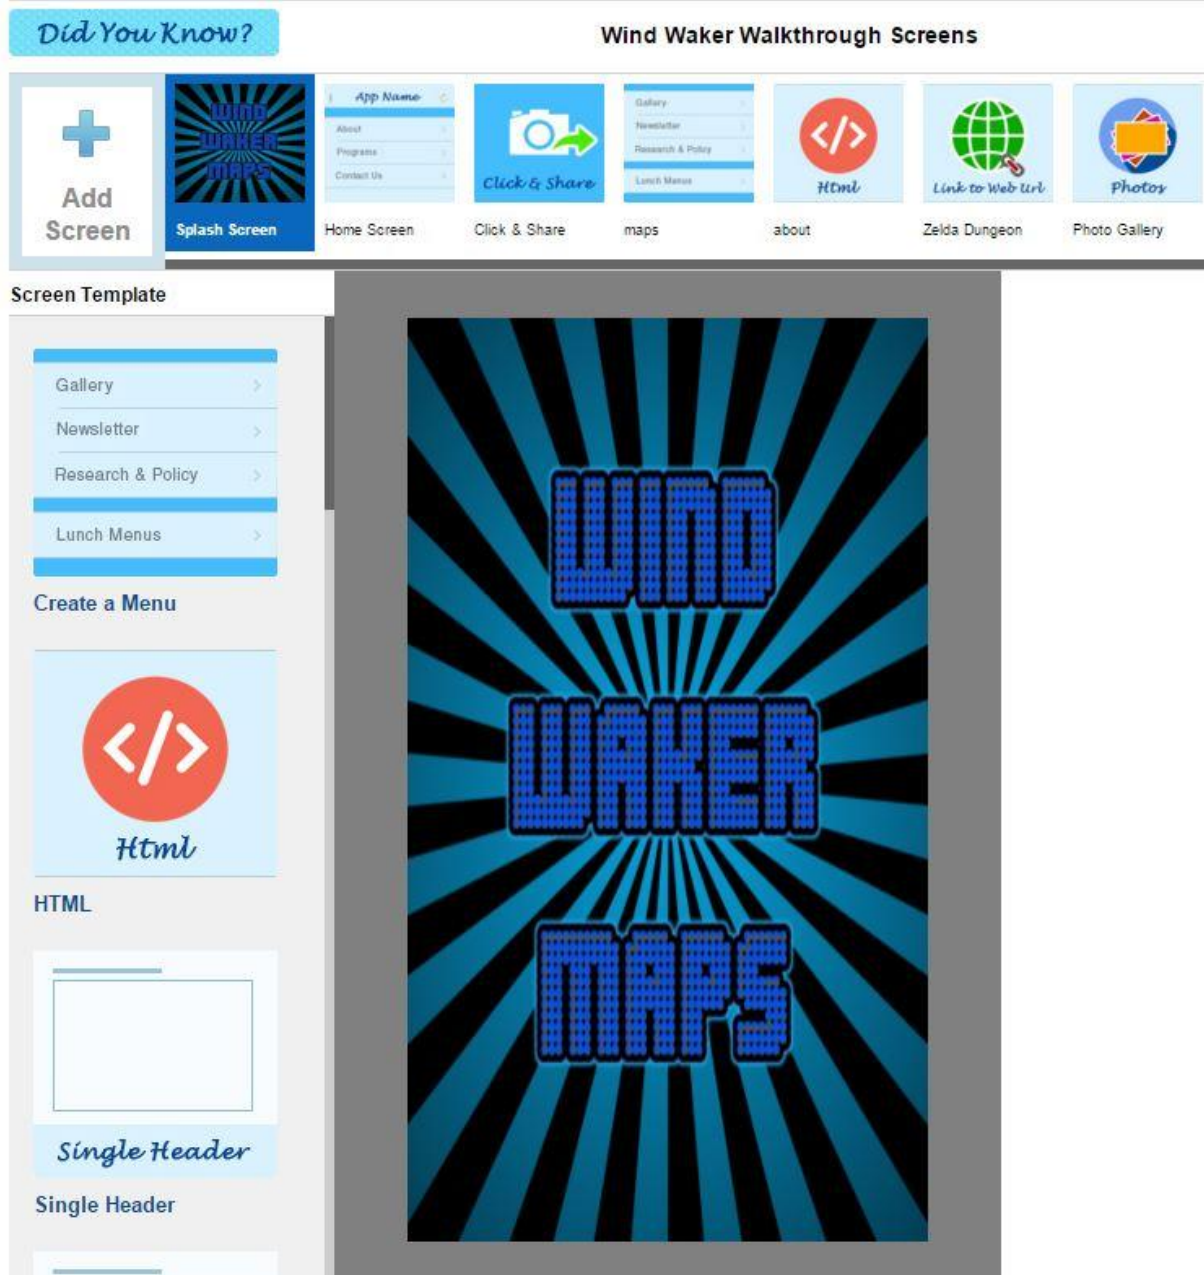 Did You Know?
Wind Waker Walkthrough Screens
Add
Screen
WIND
WAKER
MAPS
Splash Screen
App Name
About
Programs
Contact Us
Home Screen
Click & Share
Click & Share
Gallery
Newsletter
Research & Policy
Lunch Menus
maps
</>
Html
about
Link to Web Url
Zelda Dungeon
Photos
Photo Gallery
Screen Template
Gallery
Newsletter
Research & Policy
Lunch Menus
Create a Menu
</>
Html
HTML
Single Header
Single Header
WIND
WAKER
MAPS